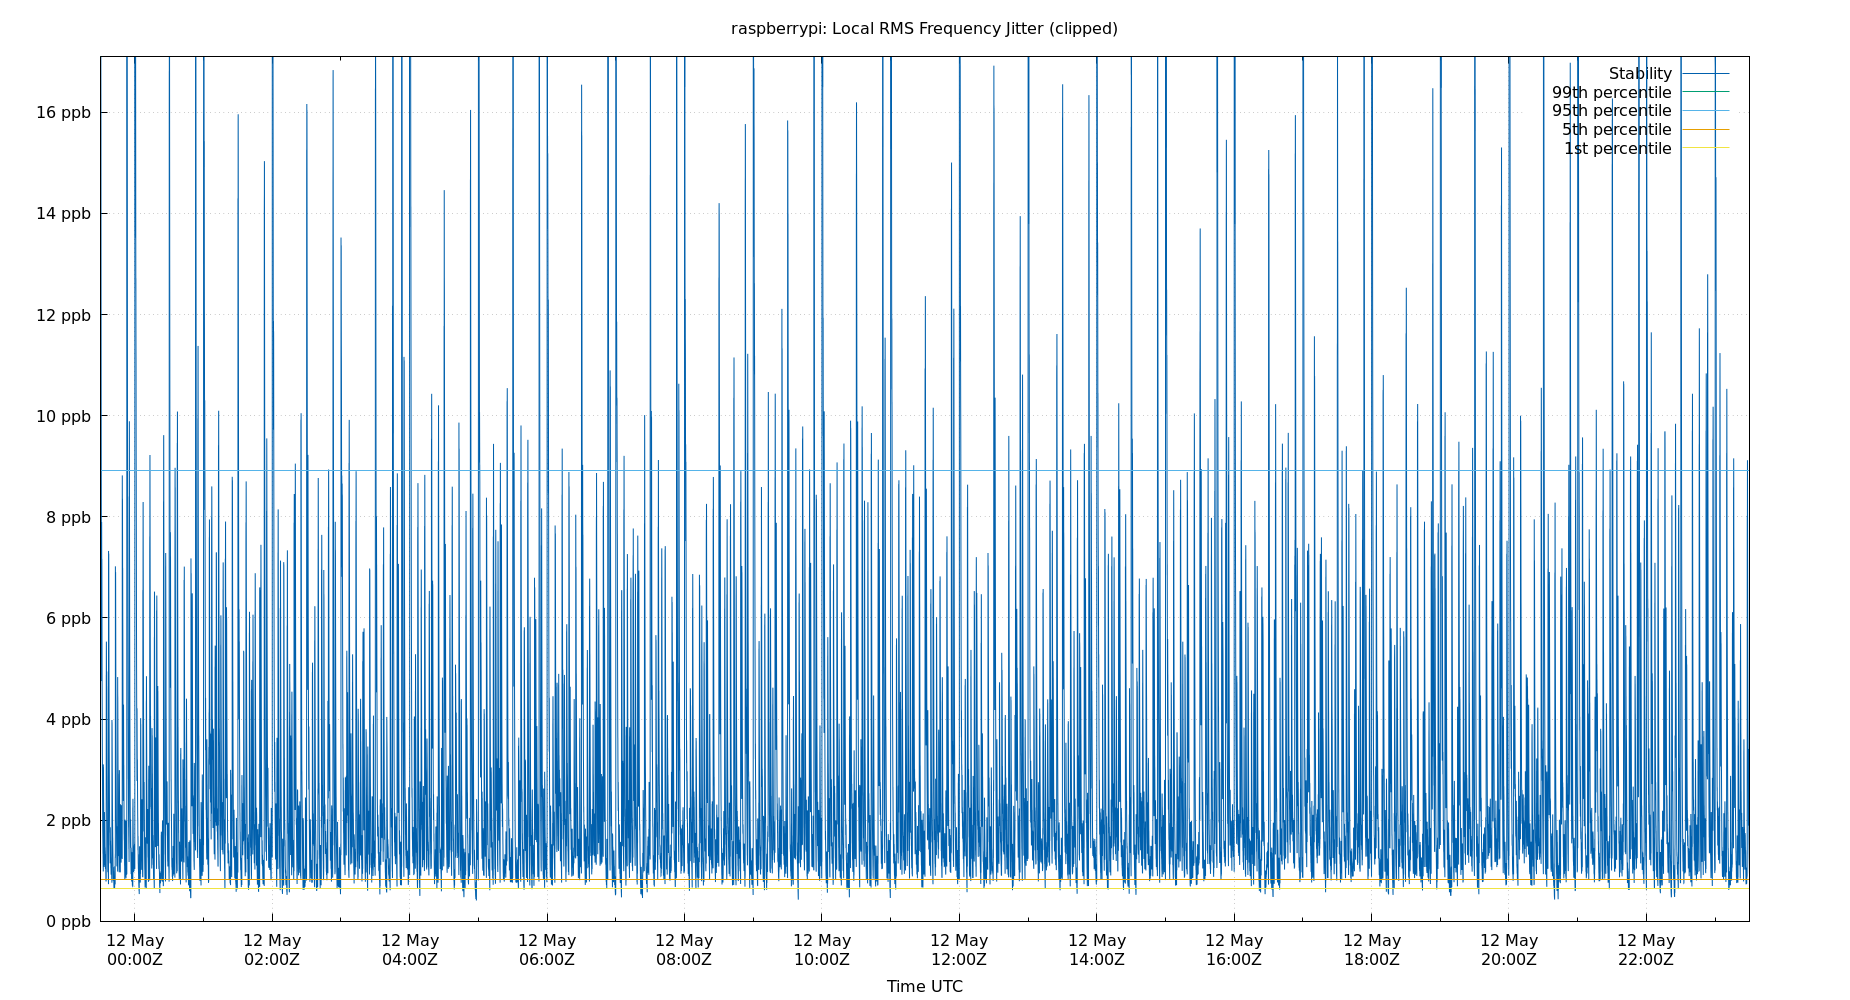 raspberrypi: Local RMS Frequency Jitter (clipped)
Stability
99th percentile
95th percentile
5th percentile
1st percentile
16 ppb
14 ppb
12 ppb
10 ppb
8 ppb
6 ppb
4 ppb
2 ppb
0 ppb
12 May 12 May 12 May 12 May 12 May 12 May 12 May 12 May 12 May 12 May 12 May 12 May
00:00Z 02:00Z 04:00Z 06:00Z 08:00Z 10:00Z 12:00Z 14:00Z 16:00Z 18:00Z 20:00Z 22:00Z
Time UTC